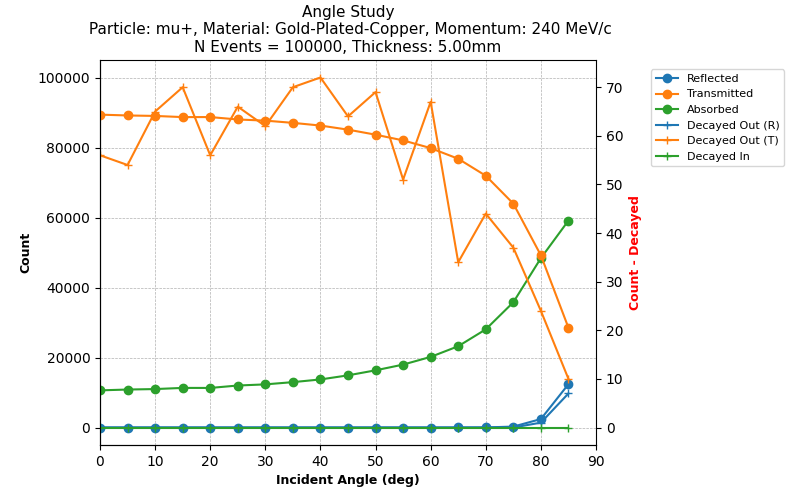 Angle Study
Particle: mu+, Material: Gold-Plated-Copper, Momentum: 240 MeV/c
N Events = 100000, Thickness: 5.00mm
100000
80000
60000
40000
20000
0
Count
70
60
50
40
30
20
10
0
Count - Decayed
0 10 20 30 40 50 60 70 80 90
Incident Angle (deg)
Reflected
Transmitted
Absorbed
Decayed Out (R)
Decayed Out (T)
Decayed In